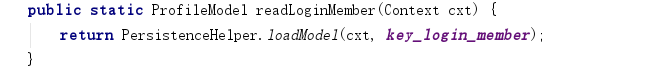 public static ProfileModel readLoginMember(Context cxt) {
return PersistenceHelper.loadModel(cxt, key_login_member);
}